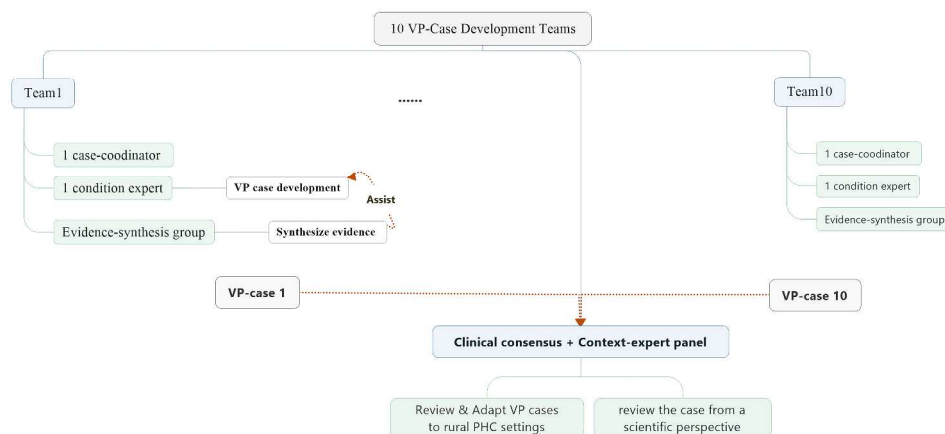 10 VP-Case Development Teams
Team1
......
Team10
1 case-coodinator
1 condition expert
VP case development
Assist
Evidence-synthesis group
Synthesize evidence
1 case-coordinator
1 condition expert
Evidence-synthesis group
VP-case 1
VP-case 10
Clinical consensus + Context-expert panel
Review & Adapt VP cases
to rural PHC settings
review the case from a
scientific perspective